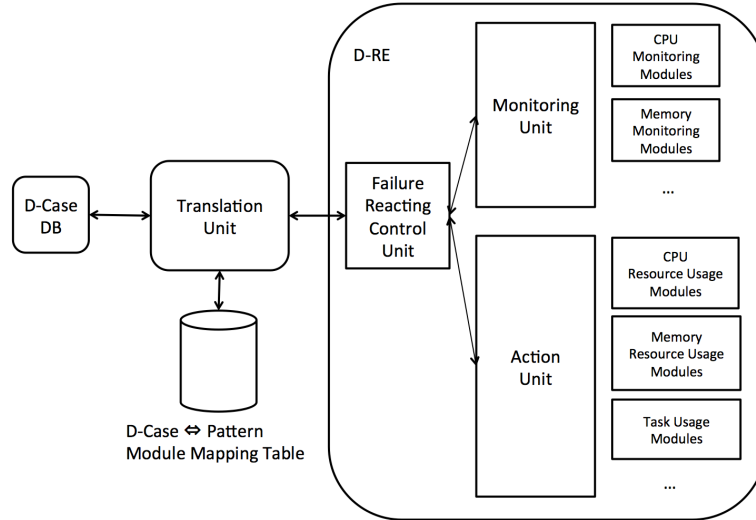 D-RE
CPU
Monitoring
Modules
Monitoring
Unit
Memory
Monitoring
Modules
...
D-Case
DB
Translation
Unit
Failure
Reacting
Control
Unit
CPU
Resource Usage
Modules
Memory
Resource Usage
Modules
Action
Unit
Task Usage
Modules
...
D-Case ⇔ Pattern
Module Mapping Table